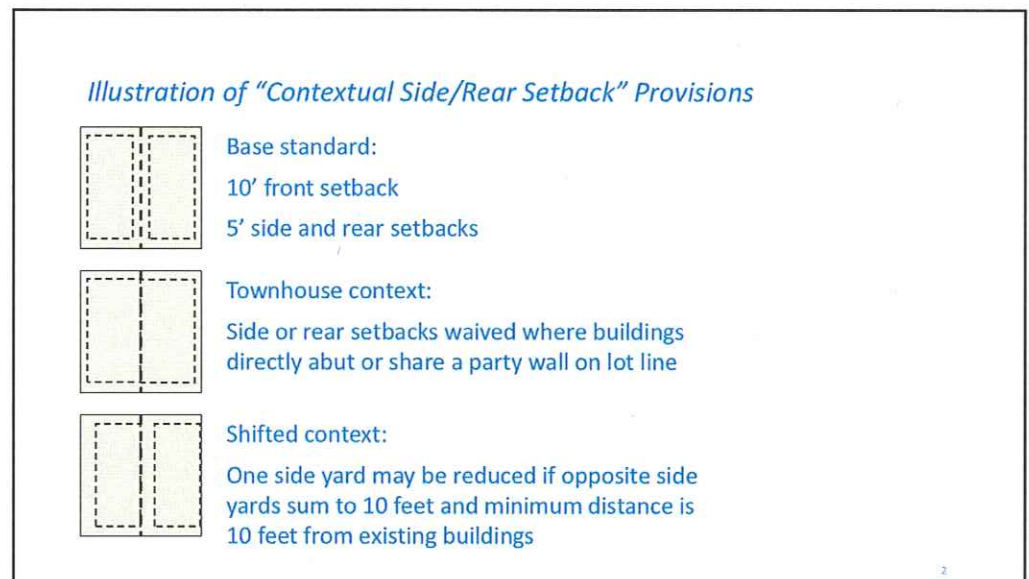 Illustration of “Contextual Side/Rear Setback” Provisions
Base standard:
10’ front setback
5’ side and rear setbacks
Townhouse context:
Side or rear setbacks waived where buildings
directly abut or share a party wall on lot line
Shifted context:
One side yard may be reduced if opposite side
yards sum to 10 feet and minimum distance is
10 feet from existing buildings
2